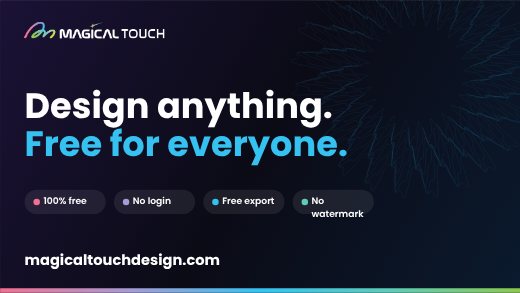 MAGICAL TOUCH
Design anything.
Free for everyone.
100% free
No login
Free export
No
watermark
magicaltouchdesign.com